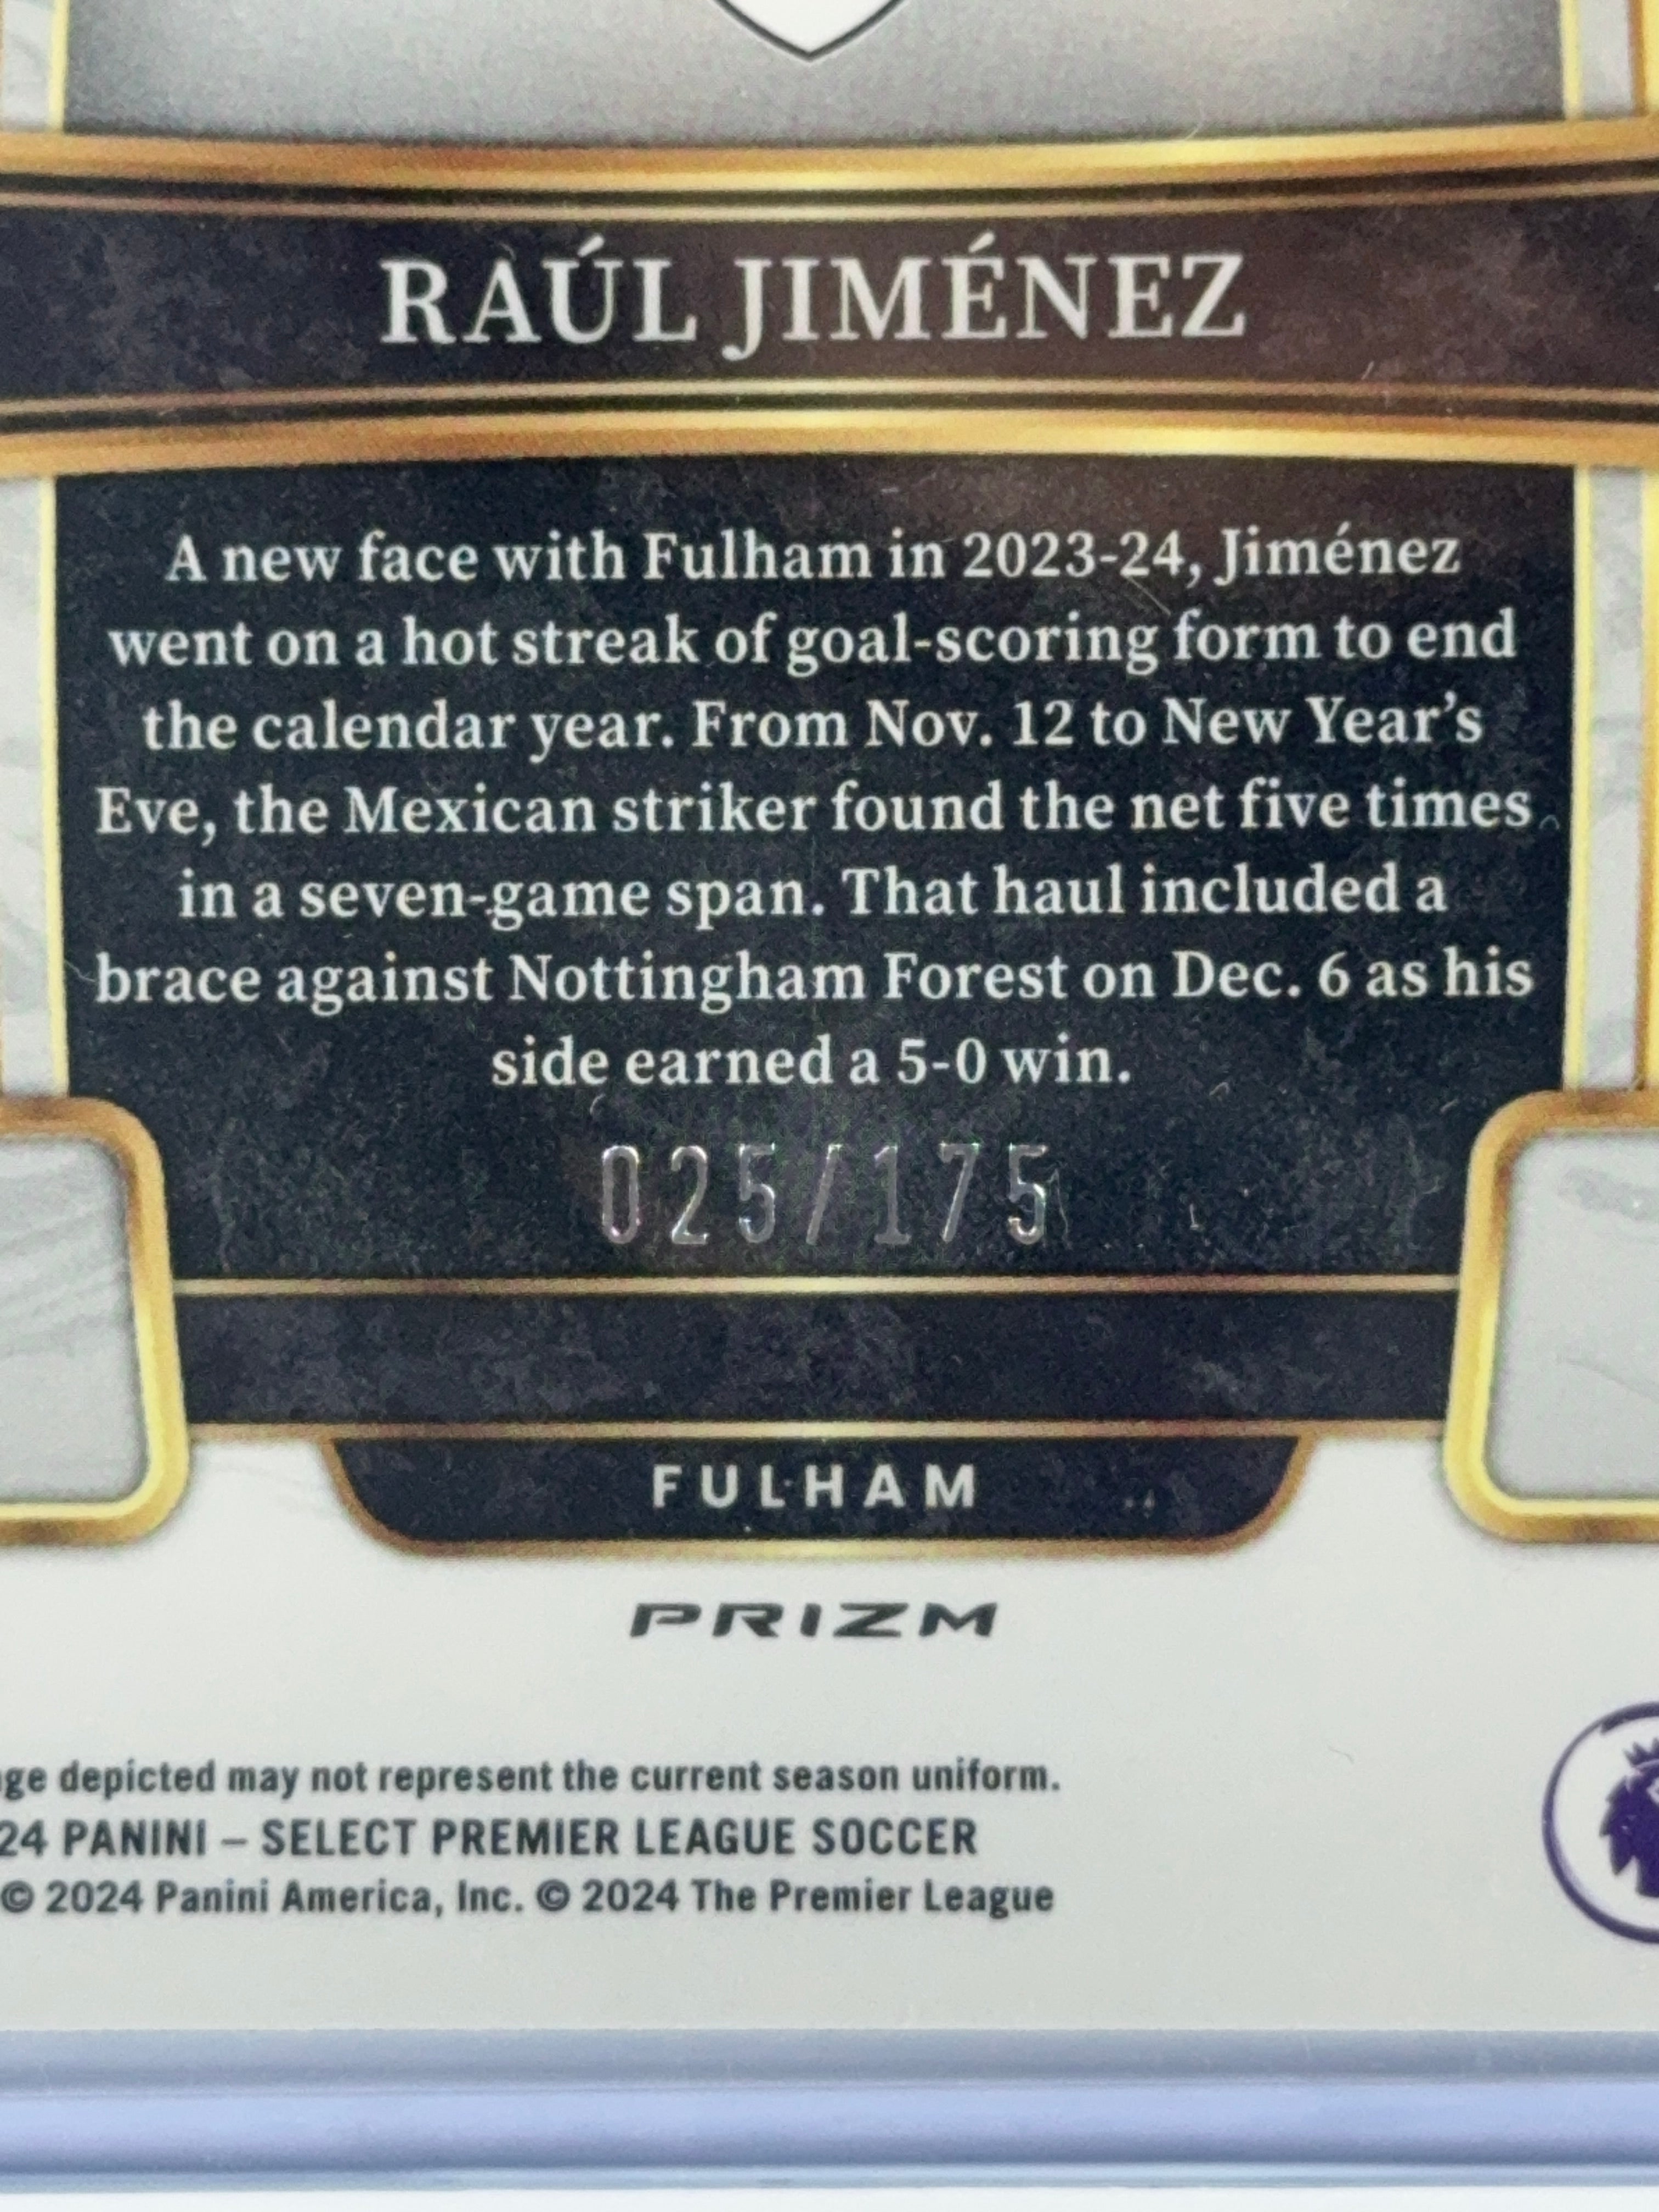 RAÚL JIMÉNEZ
A new face with Fulham in 2023-24, Jiménez
went on a hot streak of goal-scoring form to end
the calendar year. From Nov. 12 to New Year's
Eve, the Mexican striker found the net five times
in a seven-game span. That haul included a
brace against Nottingham Forest on Dec. 6 as his
side earned a 5-0 win.
025/175
FULHAM
PRIZM
depicted may not represent the current season uniform.
24 PANINI – SELECT PREMIER LEAGUE SOCCER
© 2024 Panini America, Inc. © 2024 The Premier League